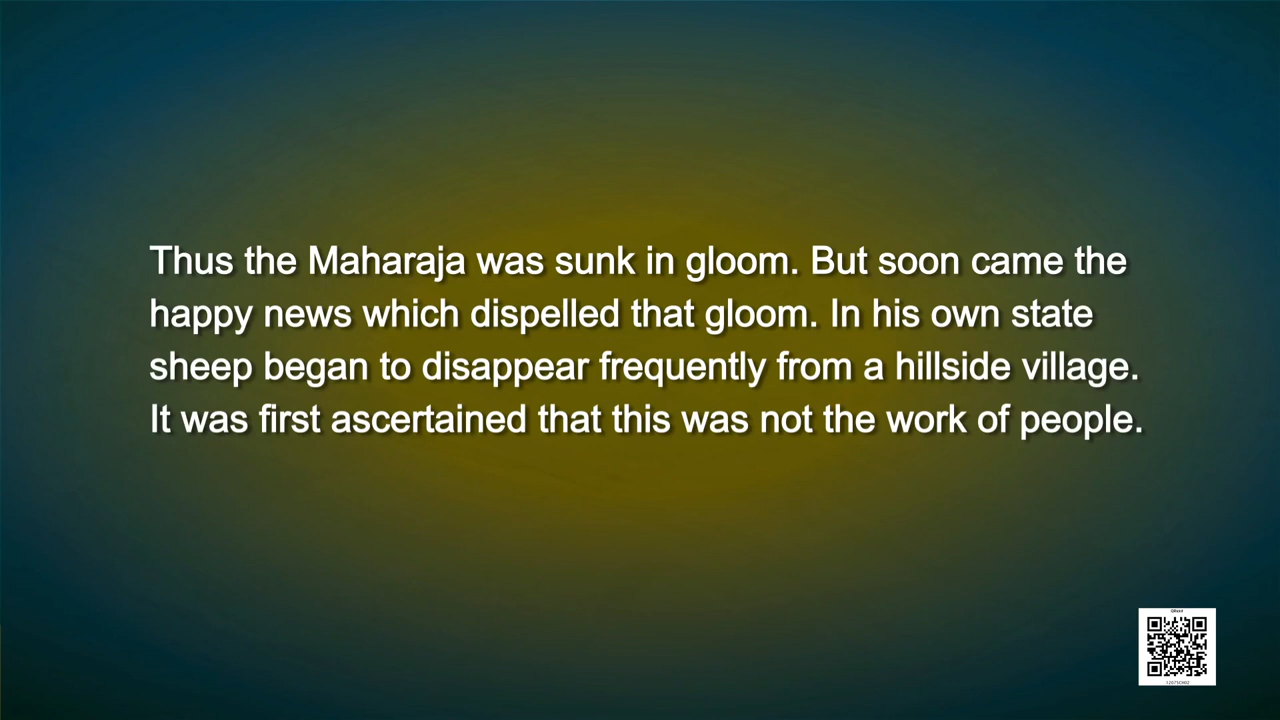 Thus the Maharaja was sunk in gloom. But soon came the
happy news which dispelled that gloom. In his own state
sheep began to disappear frequently from a hillside village.
It was first ascertained that this was not the work of people.